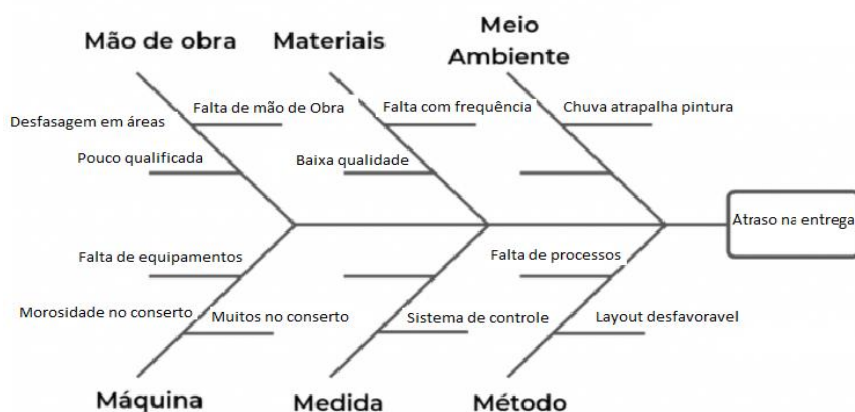 Mão de obra
Materiais
Meio
Ambiente
Desfasagem em áreas
Falta de mão de Obra
Falta com frequência
Chuva atrapalha pintura
Pouco qualificada
Baixa qualidade
Atraso na entrega
Falta de equipamentos
Falta de processos
Morosidade no conserto
Muitos no conserto
Sistema de controle
Layout desfavoravel
Máquina
Medida
Método